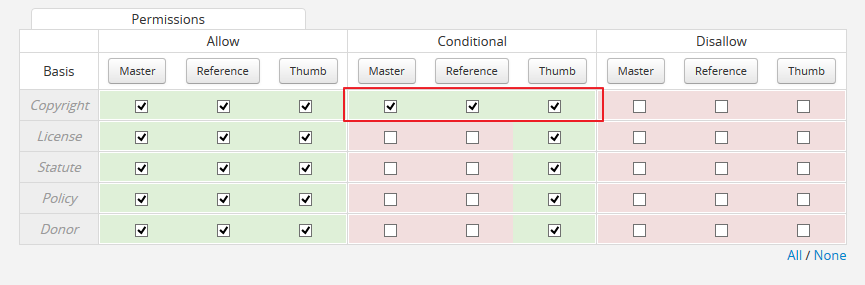 Permissions
Allow Conditional Disallow
Basis Master Reference Thumb Master Reference Thumb Master Reference Thumb
Copyright
License
Statute
Policy
Donor
All / None